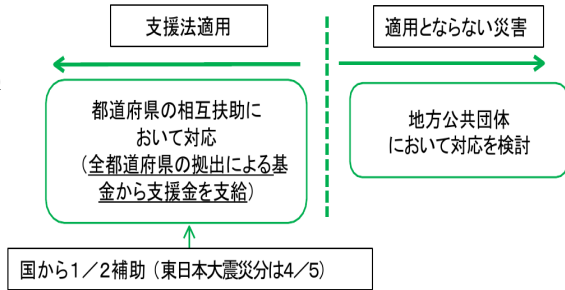 支援法適用
適用とならない災害
都道府県の相互扶助に
おいて対応
（全都道府県の拠出による基
金から支援金を支給）
地方公共団体
において対応を検討
国から１／２補助（東日本大震災分は４／５）